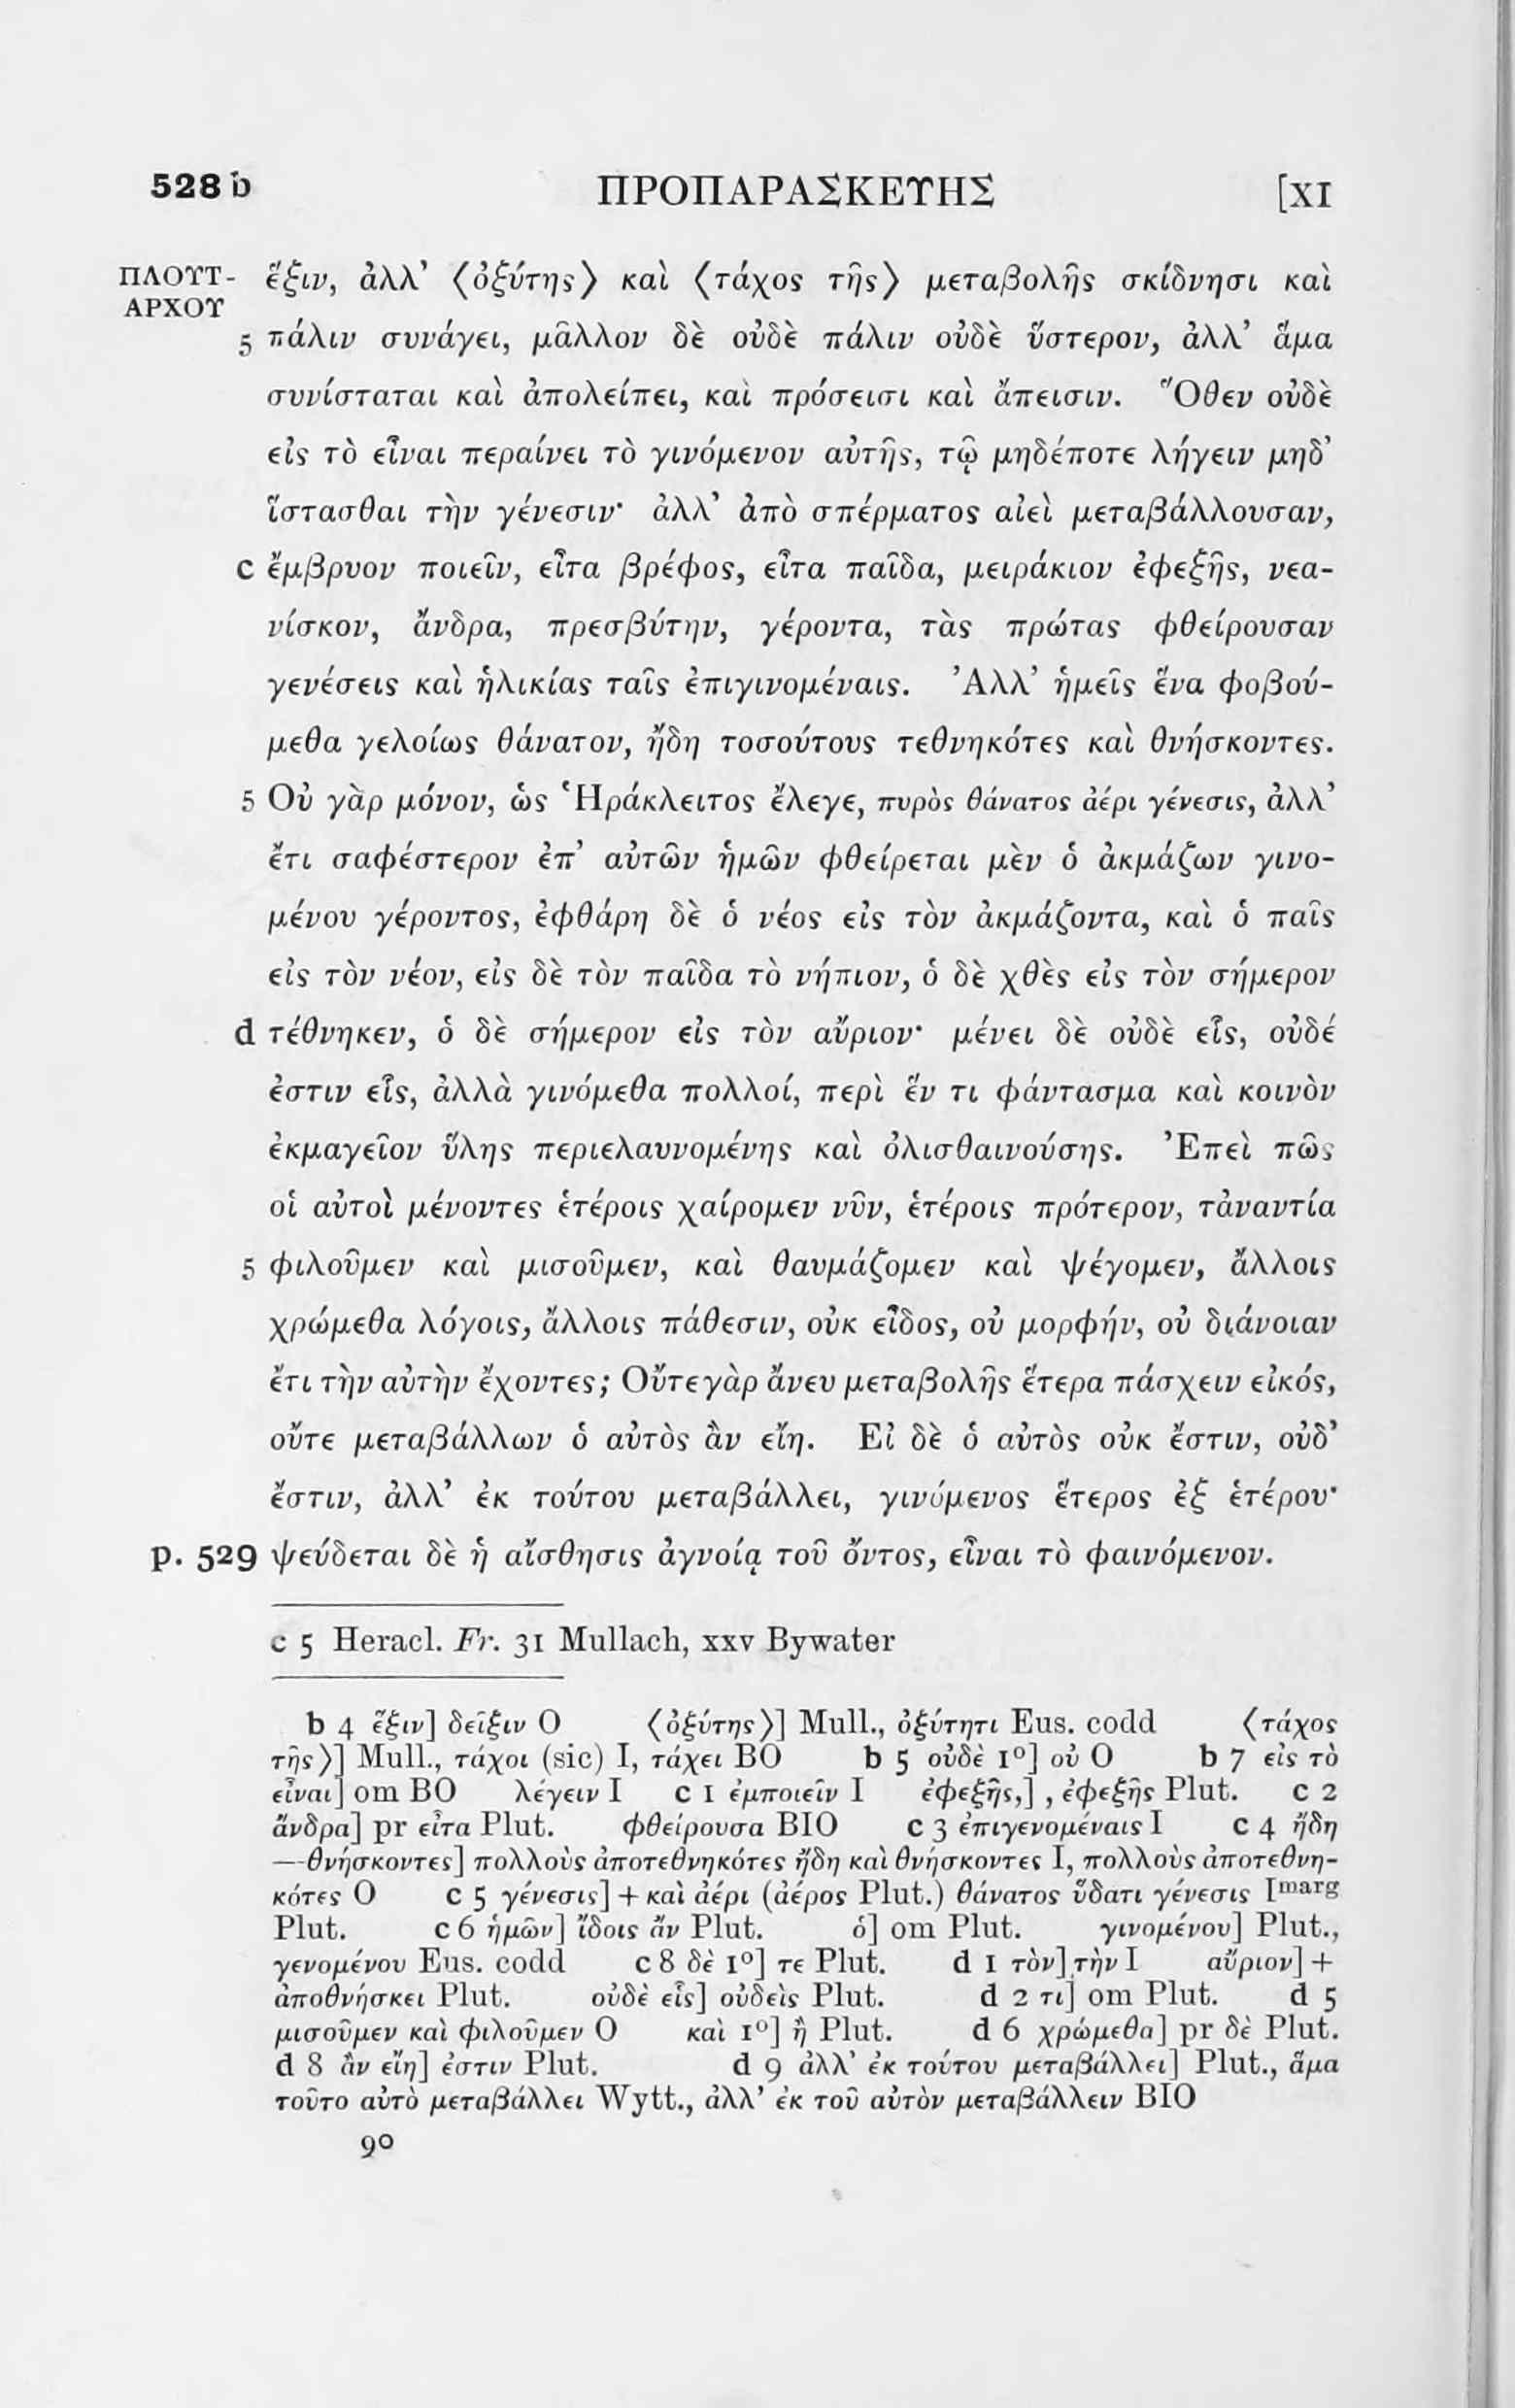 528 b ΠΡΟΠΑΡΑΣΚΕΥΗΣ [XI
ΠΛΟΥΤ- ἕξιν, ἀλλ’ ⟨ὀξύτης⟩ καὶ ⟨τάχος τῆς⟩ μεταβολῆς σκίδνησι καὶ
ΑΡΧΟΥ
5 πάλιν συνάγει, μᾶλλον δὲ οὐδὲ πάλιν οὐδὲ ὕστερον, ἀλλ’ ἅμα
συνίσταται καὶ ἀπολείπει, καὶ πρόσεισι καὶ ἄπεισιν. Ὅθεν οὐδὲ
εἰς τὸ εἶναι περαίνει τὸ γινόμενον αὐτῆς, τῷ μηδέποτε λήγειν μηδ’
ἵστασθαι τὴν γένεσιν· ἀλλ’ ἀπὸ σπέρματος αἰεὶ μεταβάλλουσαν,
c ἔμβρυον ποιεῖν, εἶτα βρέφος, εἶτα παῖδα, μειράκιον ἐφεξῆς, νεα-
νίσκον, ἄνδρα, πρεσβύτην, γέροντα, τὰς πρώτας φθείρουσαν
γενέσεις καὶ ἡλικίας ταῖς ἐπιγινομέναις. Ἀλλ’ ἡμεῖς ἕνα φοβού-
μεθα γελοίως θάνατον, ἤδη τοσούτους τεθνηκότες καὶ θνήσκοντες.
5 Οὐ γὰρ μόνον, ὡς Ἡράκλειτος ἔλεγε, πυρὸς θάνατος ἀέρι γένεσις, ἀλλ’
ἔτι σαφέστερον ἐπ’ αὐτῶν ἡμῶν φθείρεται μὲν ὁ ἀκμάζων γινο-
μένου γέροντος, ἐφθάρη δὲ ὁ νέος εἰς τὸν ἀκμάζοντα, καὶ ὁ παῖς
εἰς τὸν νέον, εἰς δὲ τὸν παῖδα τὸ νήπιον, ὁ δὲ χθὲς εἰς τὸν σήμερον
d τέθνηκεν, ὁ δὲ σήμερον εἰς τὸν αὔριον· μένει δὲ οὐδὲ εἷς, οὐδέ
ἐστιν εἷς, ἀλλὰ γινόμεθα πολλοί, περὶ ἕν τι φάντασμα καὶ κοινὸν
ἐκμαγεῖον ὕλης περιελαυνομένης καὶ ὀλισθαινούσης. Ἐπεὶ πῶς
οἱ αὐτοὶ μένοντες ἑτέροις χαίρομεν νῦν, ἑτέροις πρότερον, τἀναντία
5 φιλοῦμεν καὶ μισοῦμεν, καὶ θαυμάζομεν καὶ ψέγομεν, ἄλλοις
χρώμεθα λόγοις, ἄλλοις πάθεσιν, οὐκ εἶδος, οὐ μορφήν, οὐ διάνοιαν
ἔτι τὴν αὐτὴν ἔχοντες; Οὔτε γὰρ ἄνευ μεταβολῆς ἕτερα πάσχειν εἰκός,
οὔτε μεταβάλλων ὁ αὐτὸς ἂν εἴη. Εἰ δὲ ὁ αὐτὸς οὐκ ἔστιν, οὐδ’
ἔστιν, ἀλλ’ ἐκ τούτου μεταβάλλει, γινόμενος ἕτερος ἐξ ἑτέρου·
p. 529 ψεύδεται δὲ ἡ αἴσθησις ἀγνοίᾳ τοῦ ὄντος, εἶναι τὸ φαινόμενον.
c 5 Heracl. Fr. 31 Mullach, xxv Bywater
b 4 ἕξιν] δεῖξιν O ⟨ὀξύτης⟩] Mull., ὀξύτητι Eus. codd ⟨τάχος
τῆς⟩] Mull., τάχοι (sic) I, τάχει BO b 5 οὐδὲ 1º] οὐ O b 7 εἰς τὸ
εἶναι] om BO λέγειν I c 1 ἐμποιεῖν I ἐφεξῆς,] , ἐφεξῆς Plut. c 2
ἄνδρα] pr εἶτα Plut. φθείρουσα BIO c 3 ἐπιγενομέναις I c 4 ἤδη
—θνήσκοντες] πολλοὺς ἀποτεθνηκότες ἤδη καὶ θνήσκοντες I, πολλοὺς ἀποτεθνη-
κότες O c 5 γένεσις] + καὶ ἀέρι (ἀέρος Plut.) θάνατος ὕδατι γένεσις I marg
Plut. c 6 ἡμῶν] ἴδοις ἄν Plut. ὁ] om Plut. γινομένου] Plut.,
γενομένου Eus. codd c 8 δὲ 1º] τε Plut. d 1 τὸν] τὴν I αὔριον] +
ἀποθνήσκει Plut. οὐδὲ εἷς] οὐδεὶς Plut. d 2 τι] om Plut. d 5
μισοῦμεν καὶ φιλοῦμεν O καὶ 1º] ἢ Plut. d 6 χρώμεθα] pr δὲ Plut.
d 8 ἂν εἴη] ἐστιν Plut. d 9 ἀλλ’ ἐκ τούτου μεταβάλλει] Plut., ἅμα
τοῦτο αὐτὸ μεταβάλλει Wytt., ἀλλ’ ἐκ τοῦ αὐτὸν μεταβάλλειν BIO
90